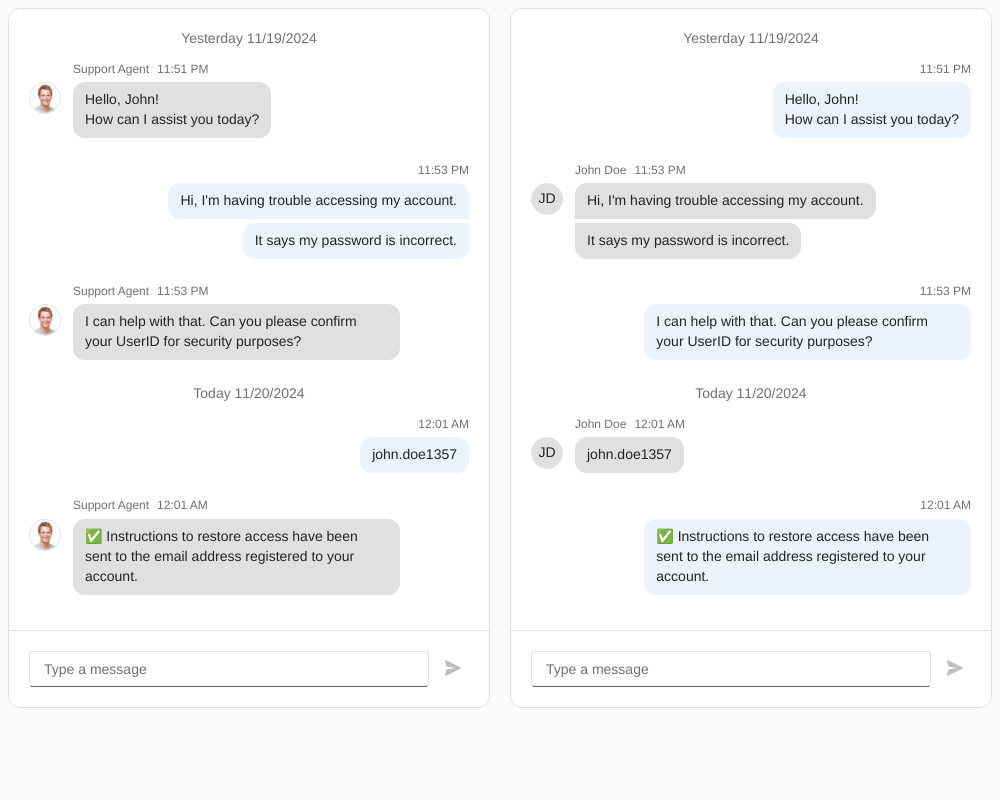 Yesterday 11/19/2024
Support Agent 11:51 PM
Hello, John!
How can I assist you today?
11:53 PM
Hi, I'm having trouble accessing my account.
It says my password is incorrect.
Support Agent 11:53 PM
I can help with that. Can you please confirm
your UserID for security purposes?
Today 11/20/2024
12:01 AM
john.doe1357
Support Agent 12:01 AM
✅ Instructions to restore access have been
sent to the email address registered to your
account.
Type a message
Yesterday 11/19/2024
11:51 PM
Hello, John!
How can I assist you today?
John Doe 11:53 PM
JD
Hi, I'm having trouble accessing my account.
It says my password is incorrect.
11:53 PM
I can help with that. Can you please confirm
your UserID for security purposes?
Today 11/20/2024
John Doe 12:01 AM
JD
john.doe1357
12:01 AM
✅ Instructions to restore access have been
sent to the email address registered to your
account.
Type a message